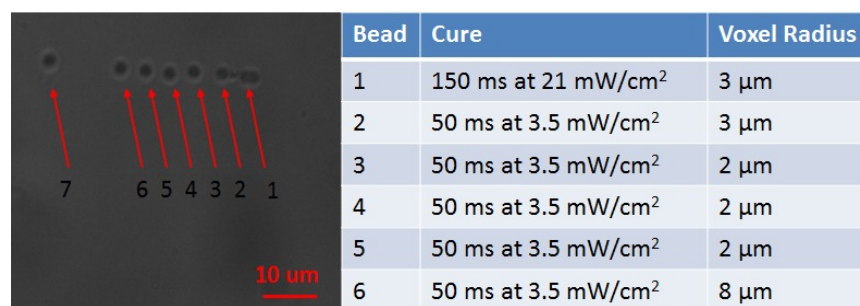 7 6 5 4 3 2 1
10 um
Bead Cure Voxel Radius
1 150 ms at 21 mW/cm² 3 µm
2 50 ms at 3.5 mW/cm² 3 µm
3 50 ms at 3.5 mW/cm² 2 µm
4 50 ms at 3.5 mW/cm² 2 µm
5 50 ms at 3.5 mW/cm² 2 µm
6 50 ms at 3.5 mW/cm² 8 µm